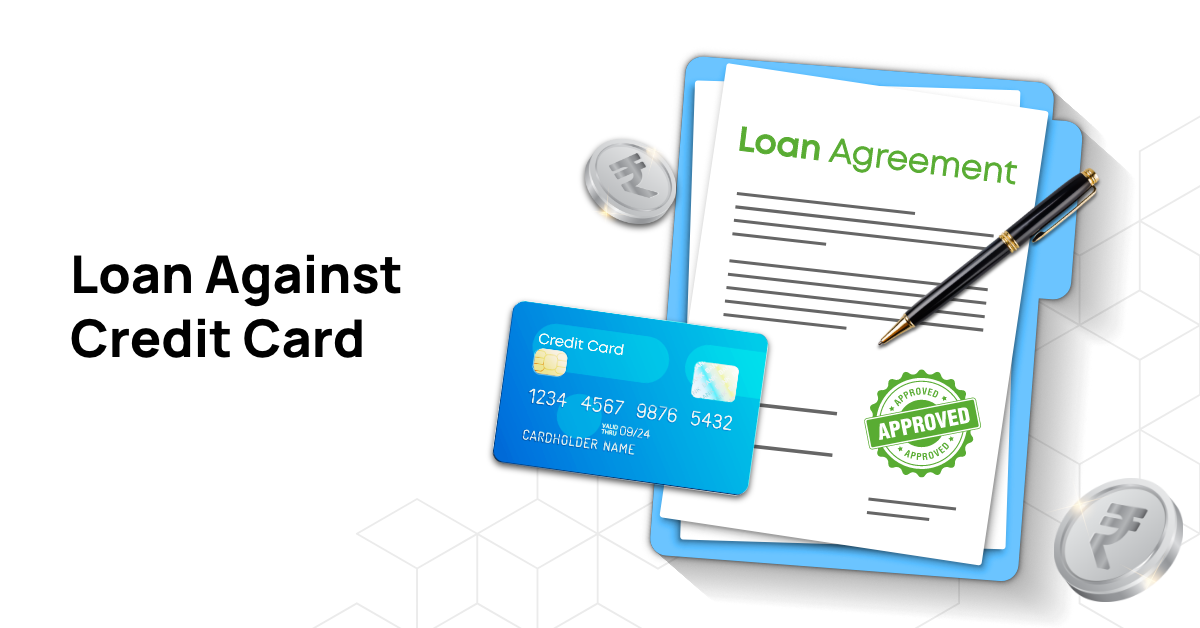 Loan Against
Credit Card
Loan Agreement
Credit Card
1234 4567 9876 5432
VALID
THRU 09/24
CARDHOLDER NAME
APPROVED
APPROVED
APPROVED
₹
₹